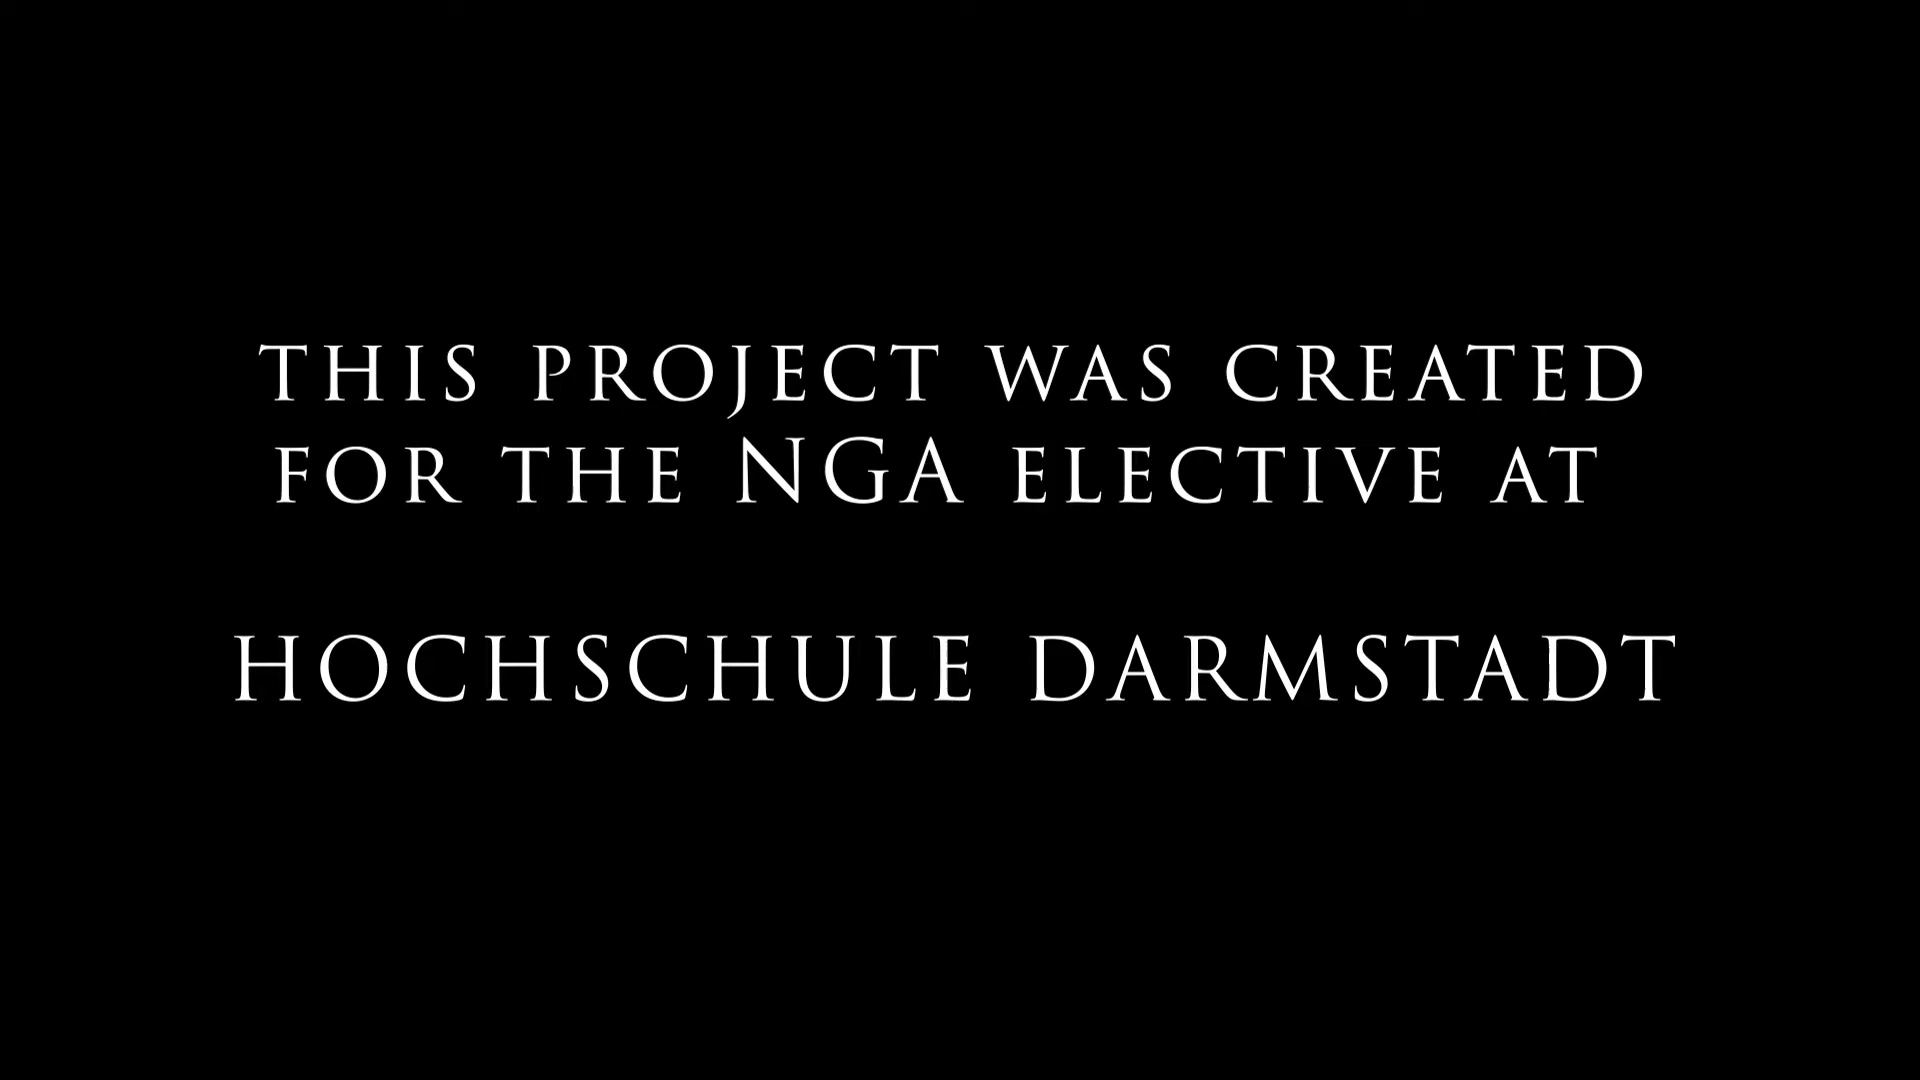 THIS PROJECT WAS CREATED
FOR THE NGA ELECTIVE AT
HOCHSCHULE DARMSTADT